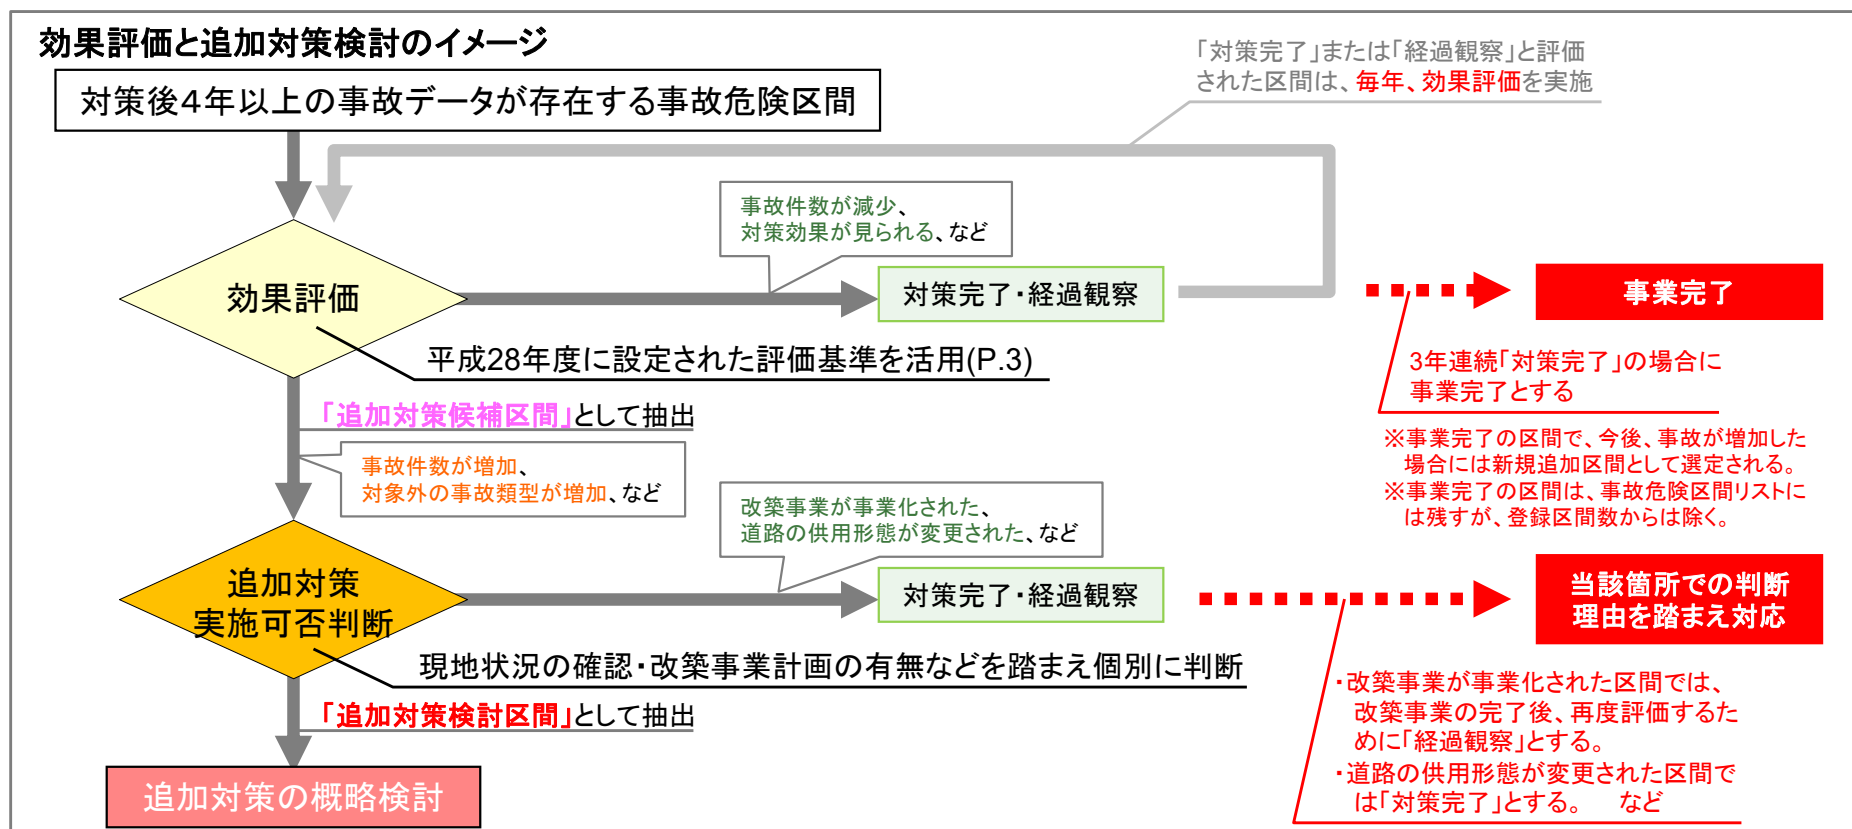 効果評価と追加対策検討のイメージ
対策後4年以上の事故データが存在する事故危険区間
「対策完了」または「経過観察」と評価
された区間は、毎年、効果評価を実施
事故件数が減少、
対策効果が見られる、など
効果評価
対策完了・経過観察
事業完了
平成28年度に設定された評価基準を活用(P.3)
3年連続「対策完了」の場合に
事業完了とする
「追加対策候補区間」として抽出
※事業完了の区間で、今後、事故が増加した
場合には新規追加区間として選定される。
※事業完了の区間は、事故危険区間リストに
は残すが、登録区間数からは除く。
事故件数が増加、
対象外の事故類型が増加、など
改築事業が事業化された、
道路の供用形態が変更された、など
追加対策
実施可否判断
対策完了・経過観察
当該箇所での判断
理由を踏まえ対応
現地状況の確認・改築事業計画の有無などを踏まえ個別に判断
「追加対策検討区間」として抽出
・改築事業が事業化された区間では、
改築事業の完了後、再度評価するた
めに「経過観察」とする。
・道路の供用形態が変更された区間で
は「対策完了」とする。 など
追加対策の概略検討